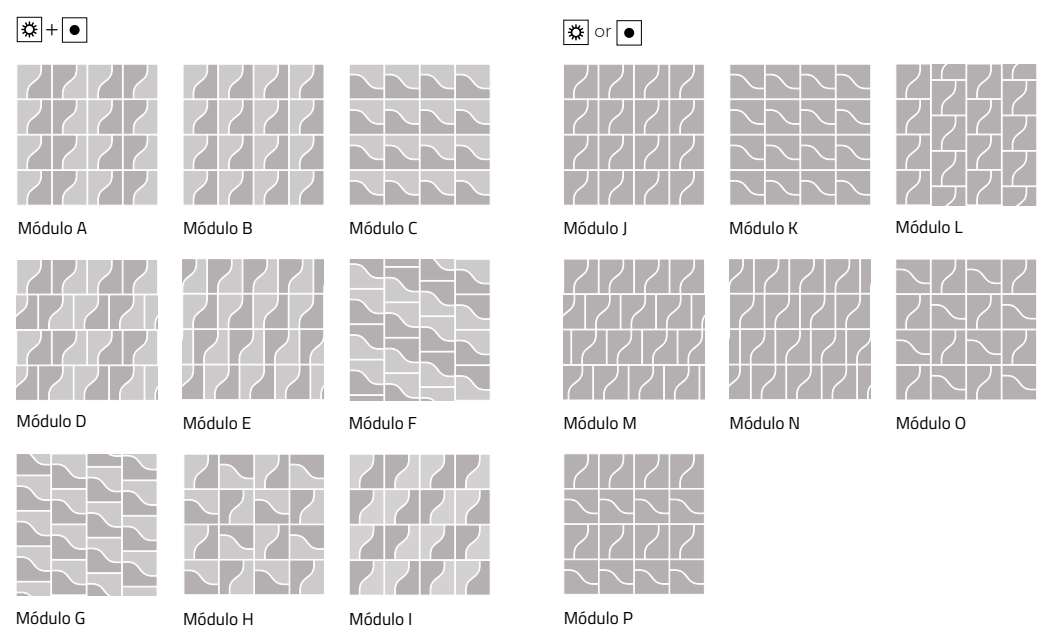 +
or
Módulo A
Módulo B
Módulo C
Módulo J
Módulo K
Módulo L
Módulo D
Módulo E
Módulo F
Módulo M
Módulo N
Módulo O
Módulo G
Módulo H
Módulo I
Módulo P